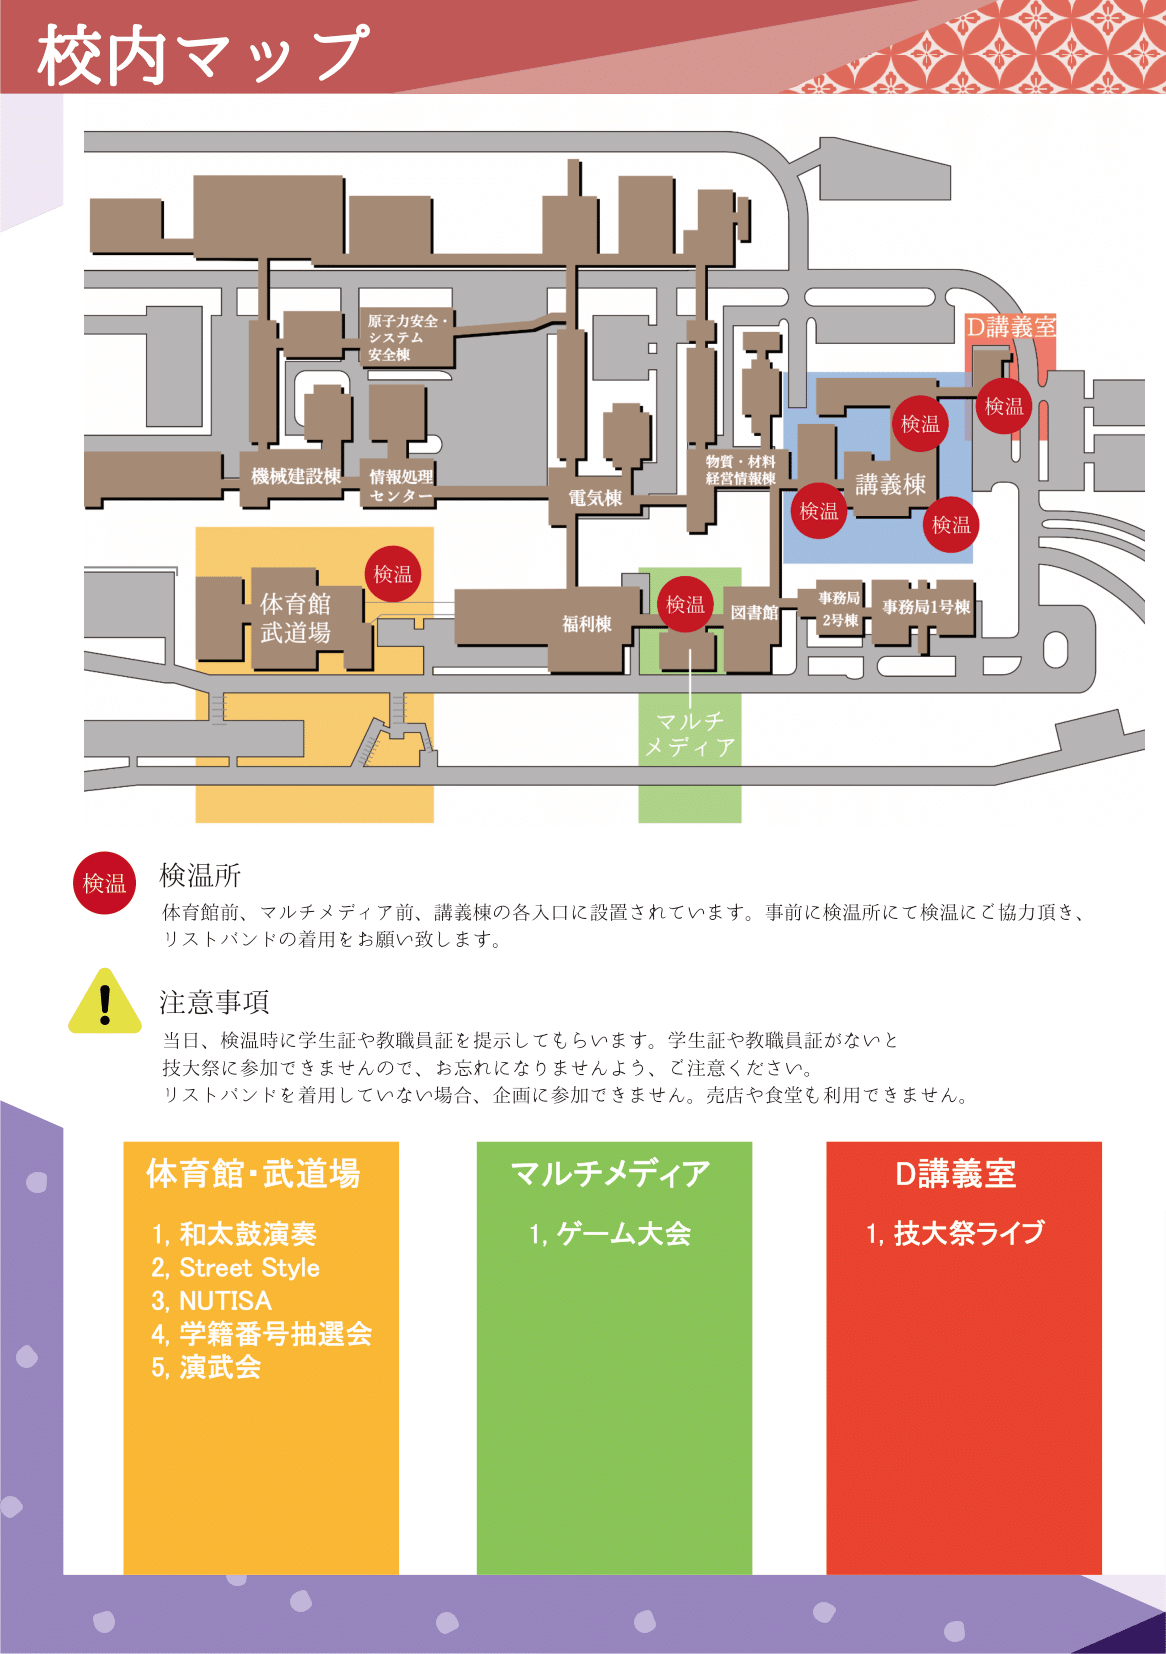 校内マップ
原子力安全・
システム
安全棟
D講義室
検温
検温
機械建設棟
情報処理
センター
電気棟
物質・材料
経営情報棟
講義棟
検温
検温
検温
体育館
武道場
福利棟
検温
図書館
事務局
2号棟
事務局1号棟
マルチ
メディア
検温
検温所
体育館前、マルチメディア前、講義棟の各入口に設置されています。事前に検温所にて検温にご協力頂き、
リストバンドの着用をお願い致します。
注意事項
当日、検温時に学生証や教職員証を提示してもらいます。学生証や教職員証がないと
技大祭に参加できませんので、お忘れになりませんよう、ご注意ください。
リストバンドを着用していない場合、企画に参加できません。売店や食堂も利用できません。
体育館・武道場
1, 和太鼓演奏
2, Street Style
3, NUTISA
4, 学籍番号抽選会
5, 演武会
マルチメディア
1, ゲーム大会
D講義室
1, 技大祭ライブ